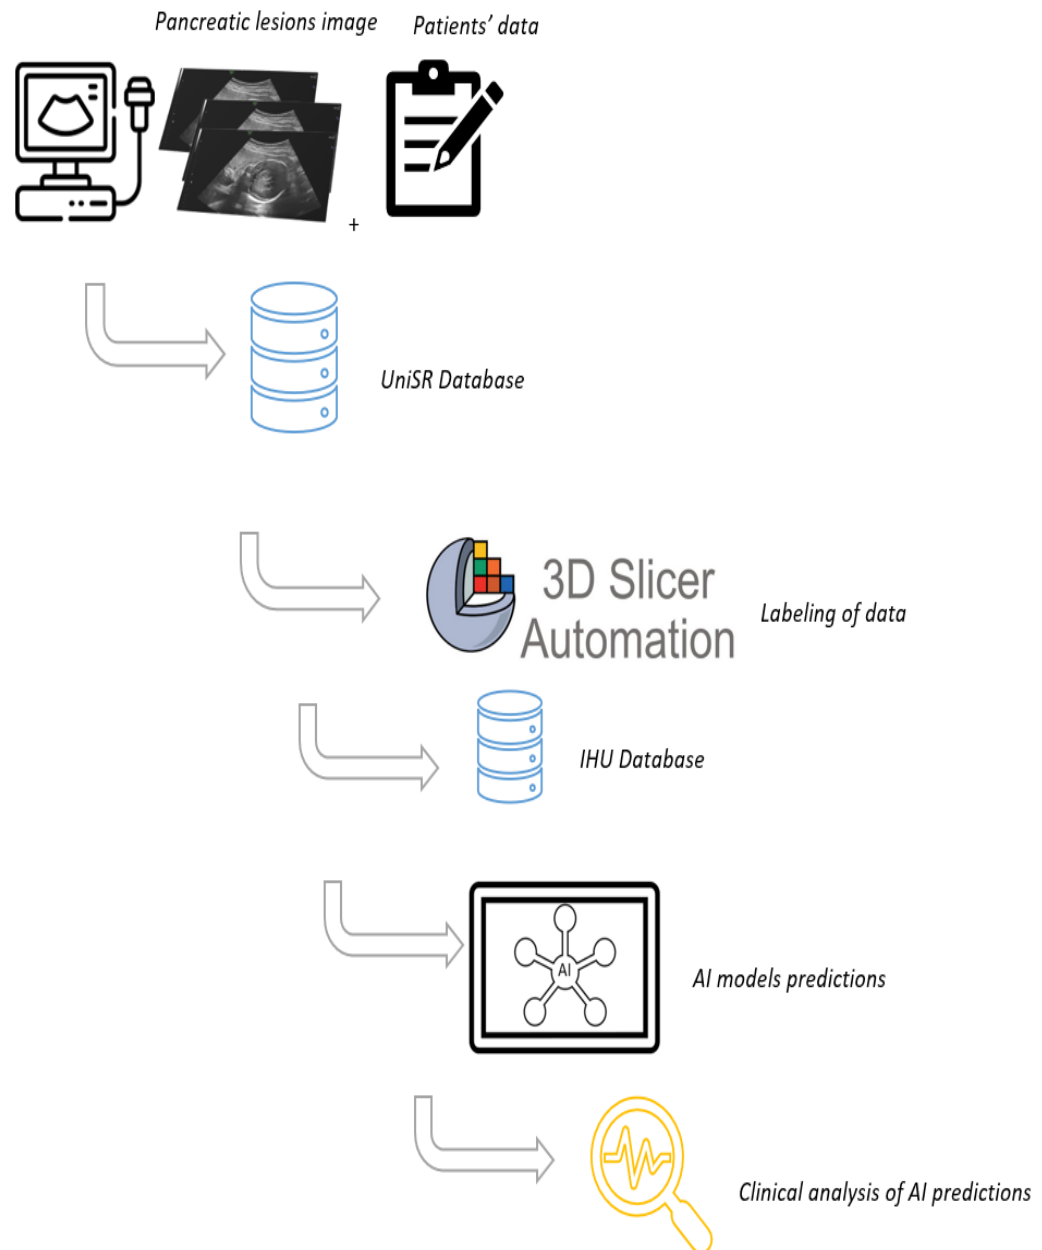 Pancreatic lesions image
Patients' data
+
UniSR Database
3D Slicer
Automation
Labeling of data
IHU Database
AI
AI models predictions
Clinical analysis of AI predictions